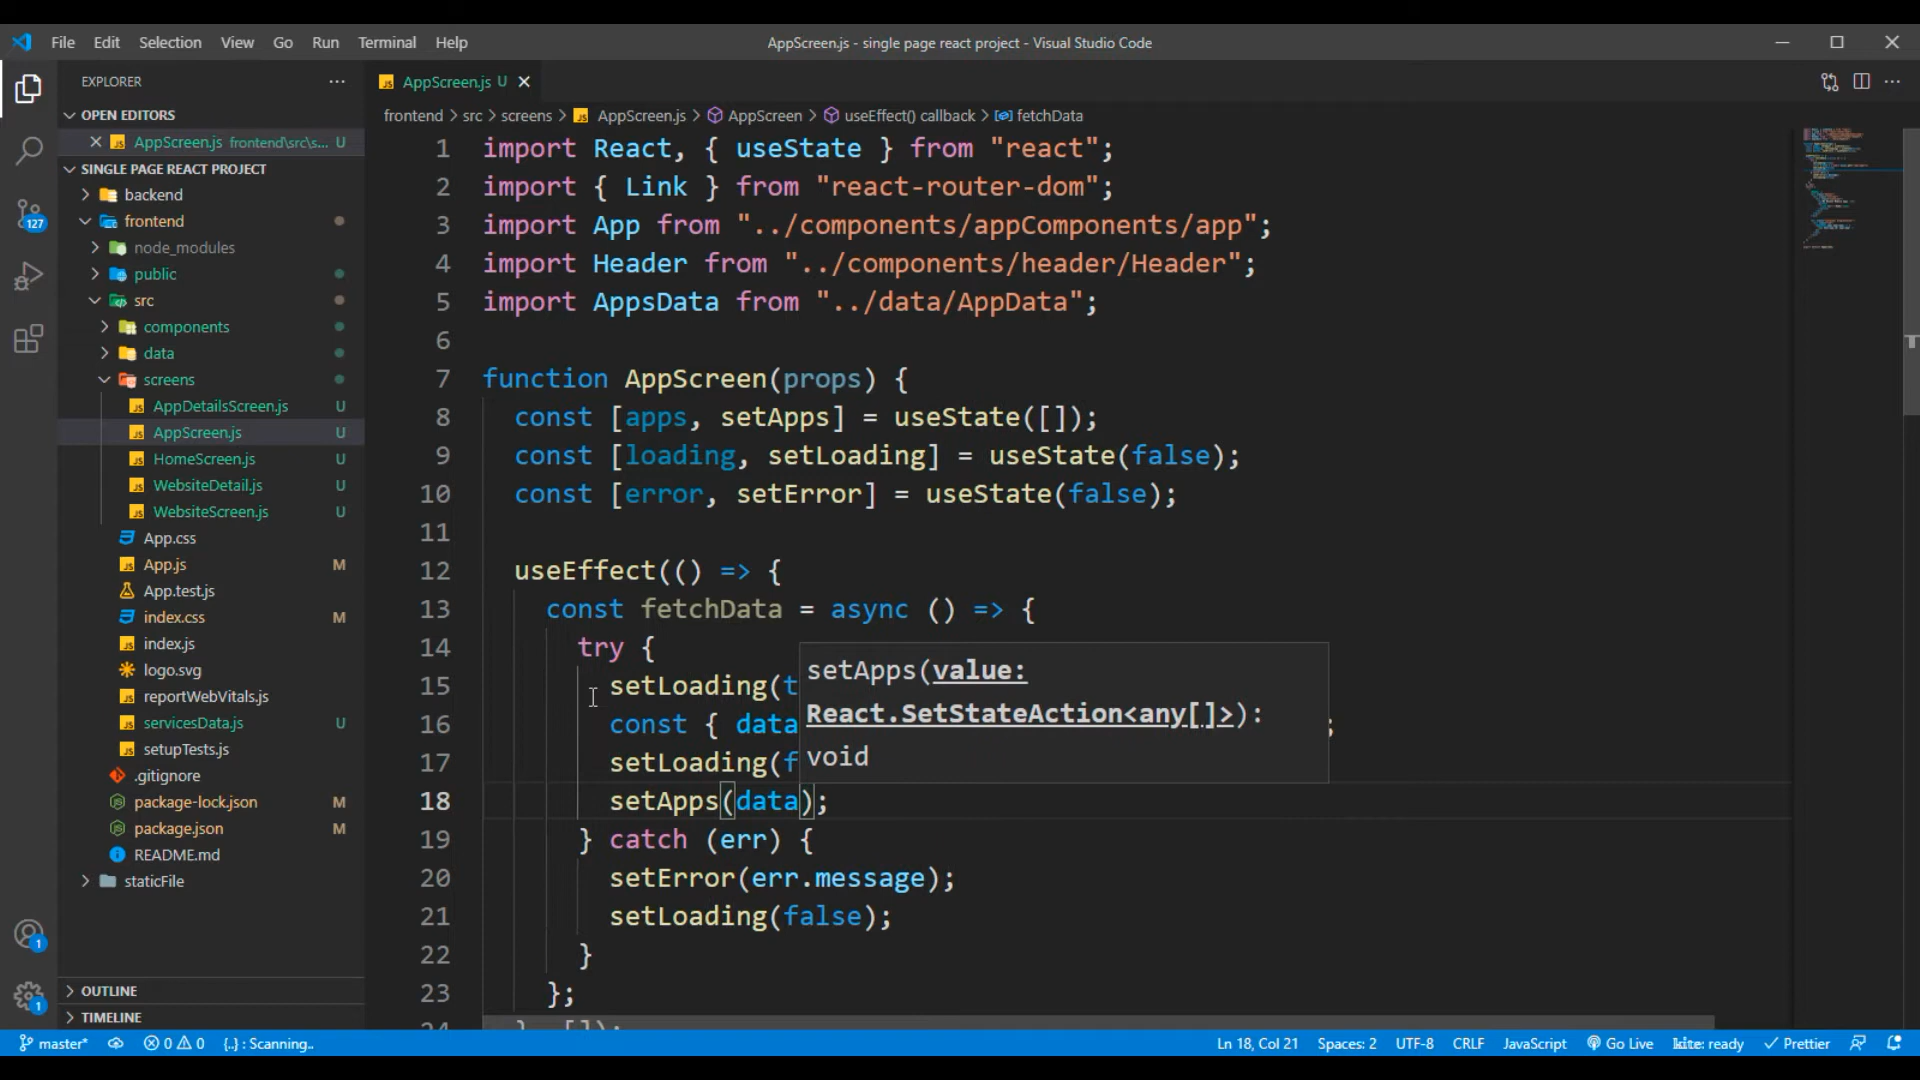 File Edit Selection View Go Run Terminal Help
AppScreen.js - single page react project - Visual Studio Code
EXPLORER
OPEN EDITORS
AppScreen.js frontend\src\s... U
SINGLE PAGE REACT PROJECT
backend
frontend
node_modules
public
src
components
data
screens
AppDetailsScreen.js U
AppScreen.js U
HomeScreen.js U
WebsiteDetail.js U
WebsiteScreen.js U
App.css
App.js M
App.test.js
index.css M
index.js
logo.svg
reportWebVitals.js
servicesData.js U
setupTests.js
.gitignore
package-lock.json M
package.json M
README.md
staticFile
OUTLINE
TIMELINE
127
1
1
AppScreen.js U
frontend > src > screens > AppScreen.js > AppScreen > useEffect() callback > fetchData
1 import React, { useState } from "react";
2 import { Link } from "react-router-dom";
3 import App from "../components/appComponents/app";
4 import Header from "../components/header/Header";
5 import AppsData from "../data/AppData";
6
7 function AppScreen(props) {
8 const [apps, setApps] = useState([]);
9 const [loading, setLoading] = useState(false);
10 const [error, setError] = useState(false);
11
12 useEffect(() => {
13 const fetchData = async () => {
14 try {
15 setLoading(t
16 const { data ;
17 setLoading(f
18 setApps(data);
19 } catch (err) {
20 setError(err.message);
21 setLoading(false);
22 }
23 };
24 }, []);
setApps(value:
React.SetStateAction<any[]>):
void
master* 0 0 {..} : Scanning.. Ln 18, Col 21 Spaces: 2 UTF-8 CRLF JavaScript Go Live kite: ready Prettier